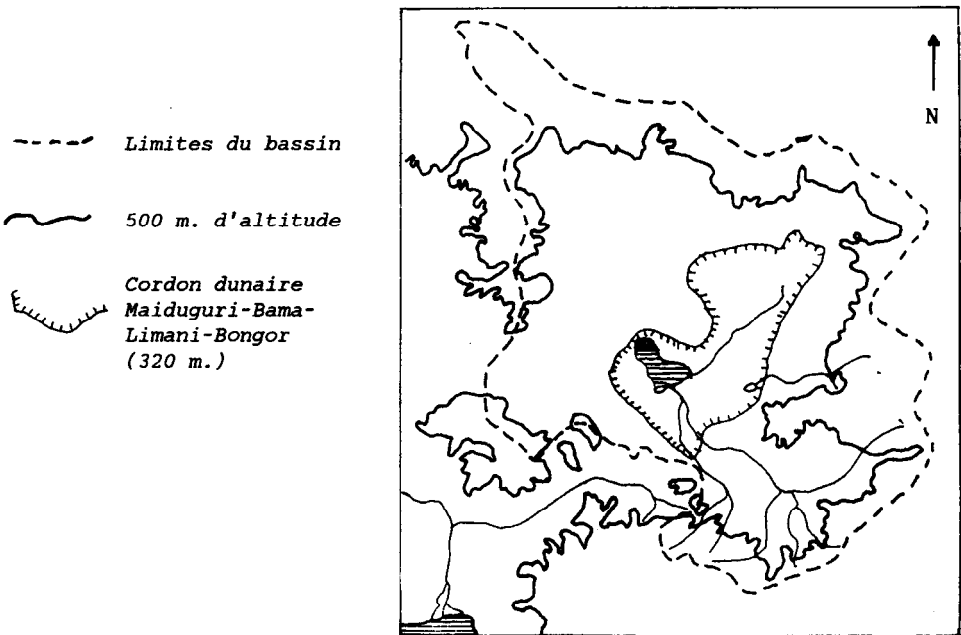 Limites du bassin
500 m. d'altitude
Cordon dunaire
Maiduguri-Bama-
Limani-Bongor
(320 m.)
N